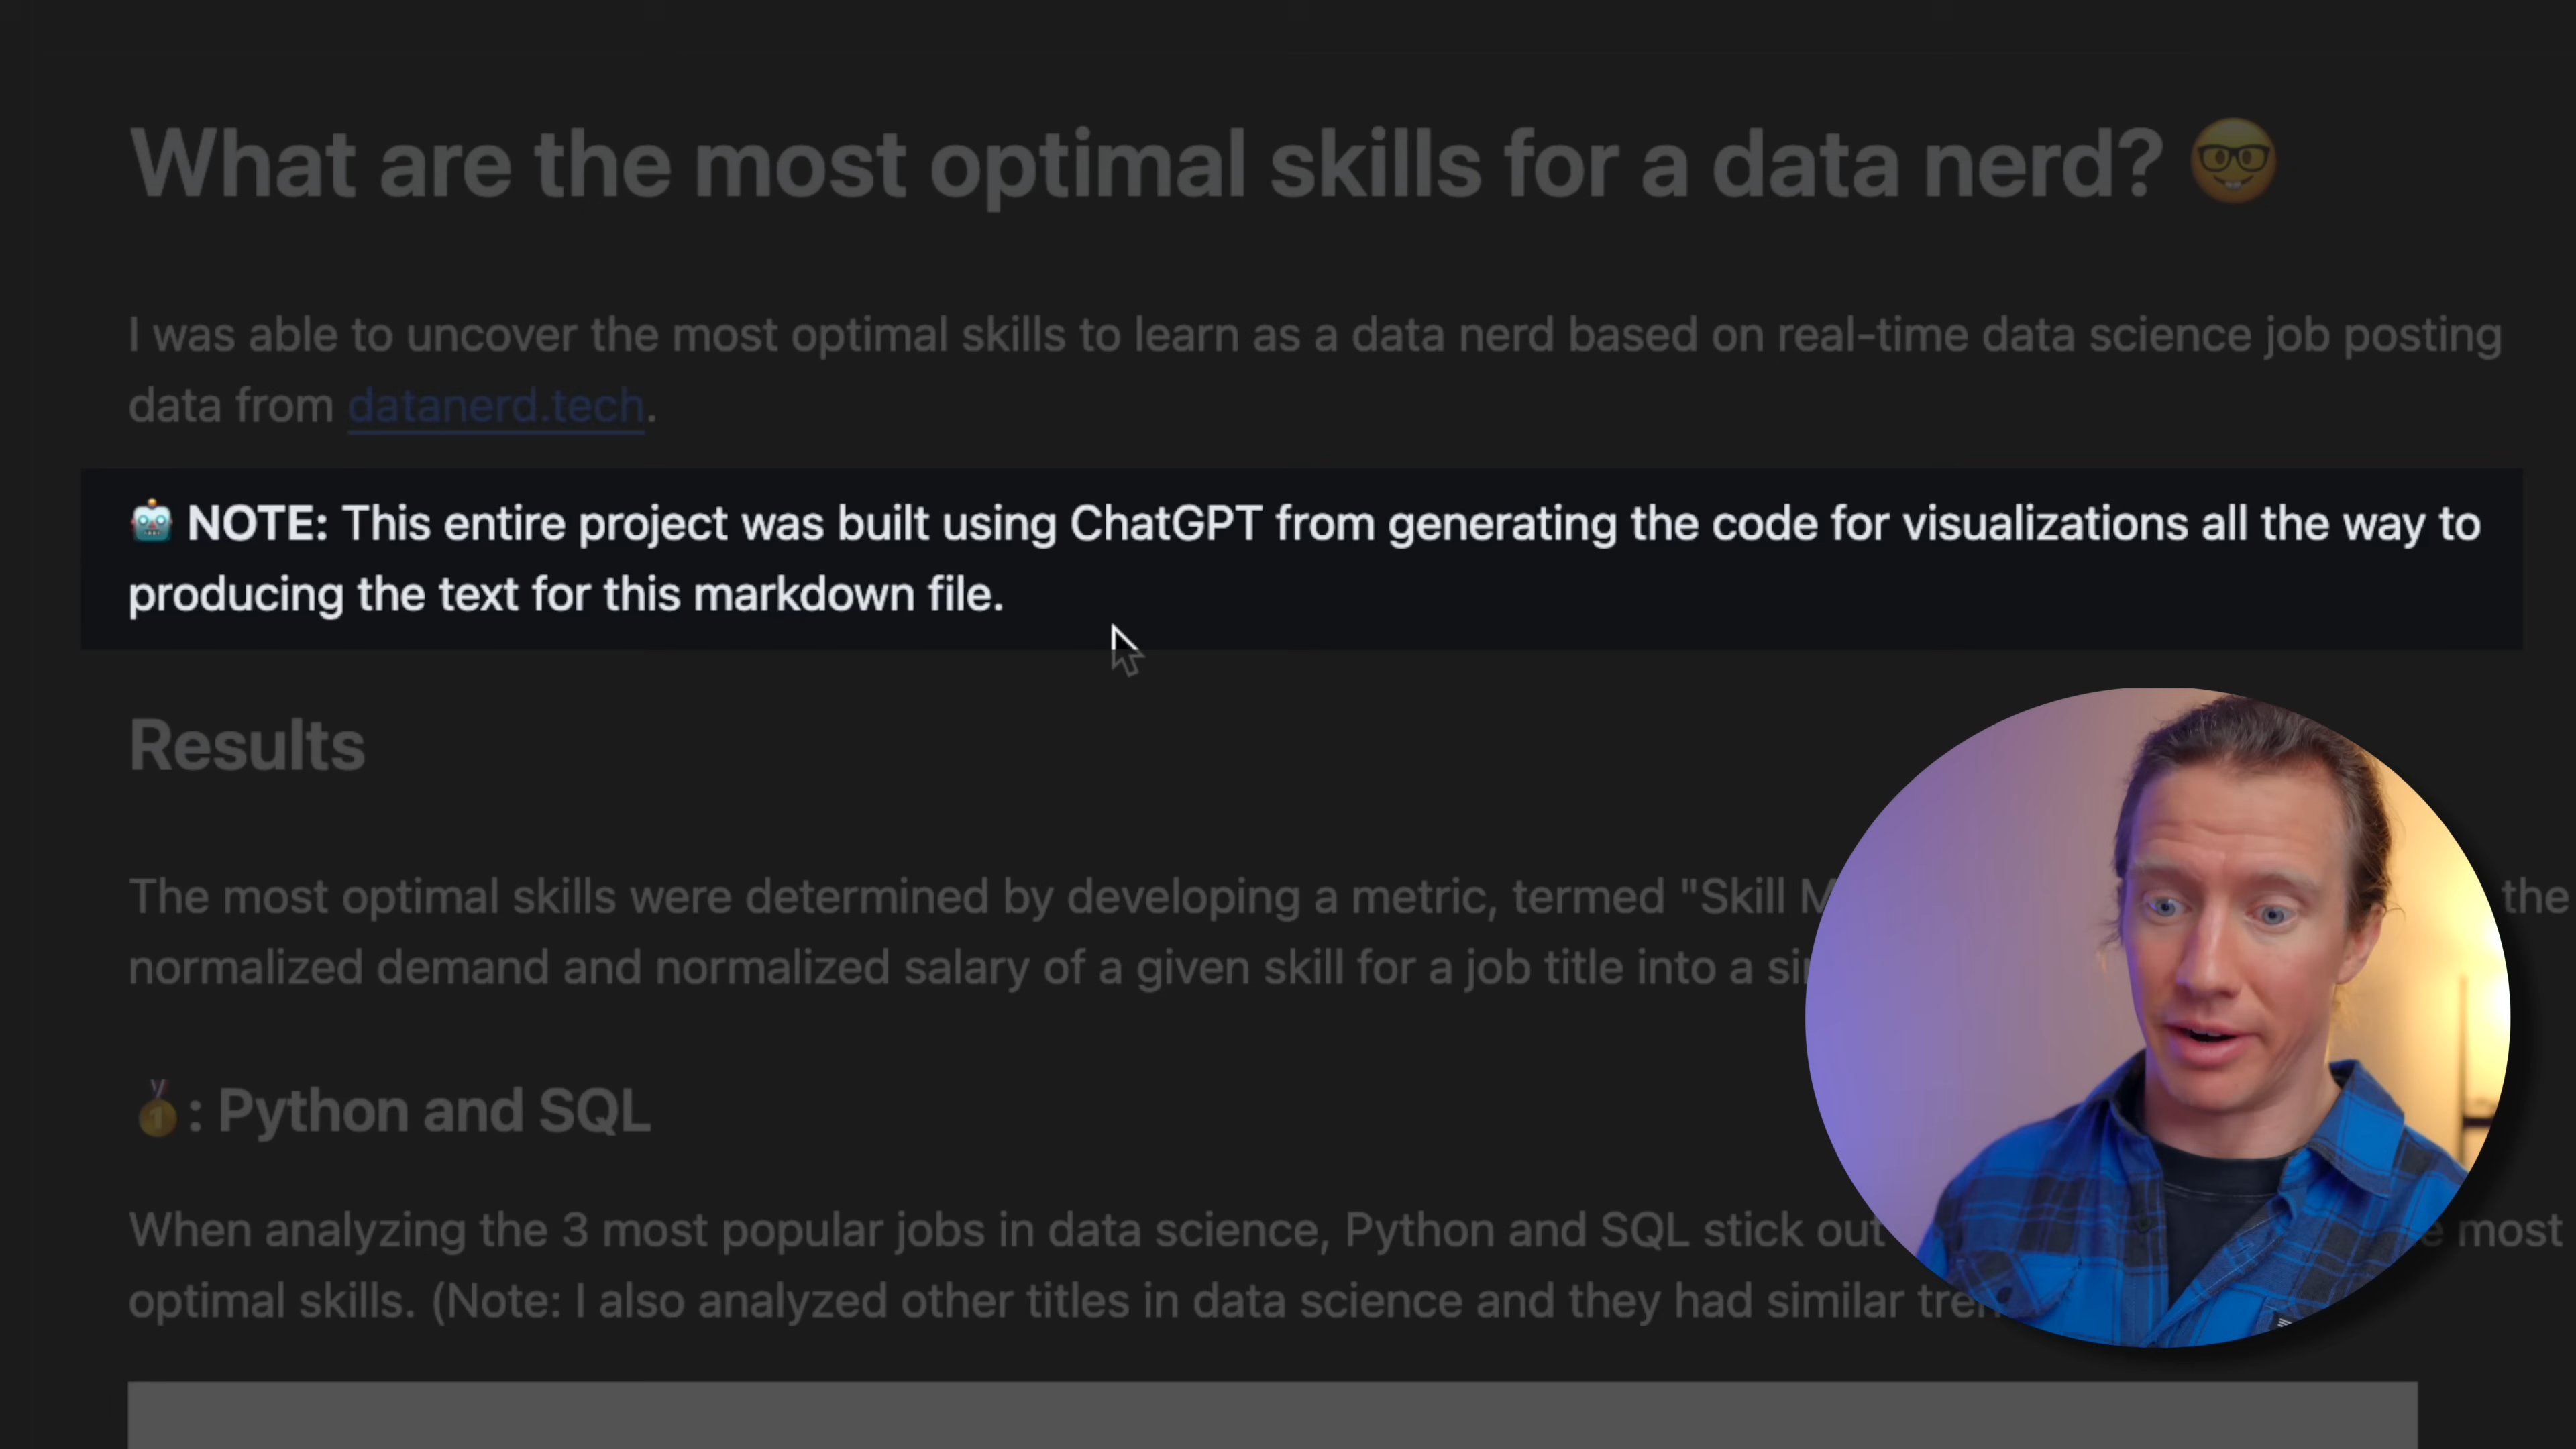 What are the most optimal skills for a data nerd? 🤓
I was able to uncover the most optimal skills to learn as a data nerd based on real-time data science job posting
data from datanerd.tech.
🤖 NOTE: This entire project was built using ChatGPT from generating the code for visualizations all the way to
producing the text for this markdown file.
Results
The most optimal skills were determined by developing a metric, termed "Skill the
normalized demand and normalized salary of a given skill for a job title into a
🥇: Python and SQL
When analyzing the 3 most popular jobs in data science, Python and SQL stick out most
optimal skills. (Note: I also analyzed other titles in data science and they had similar